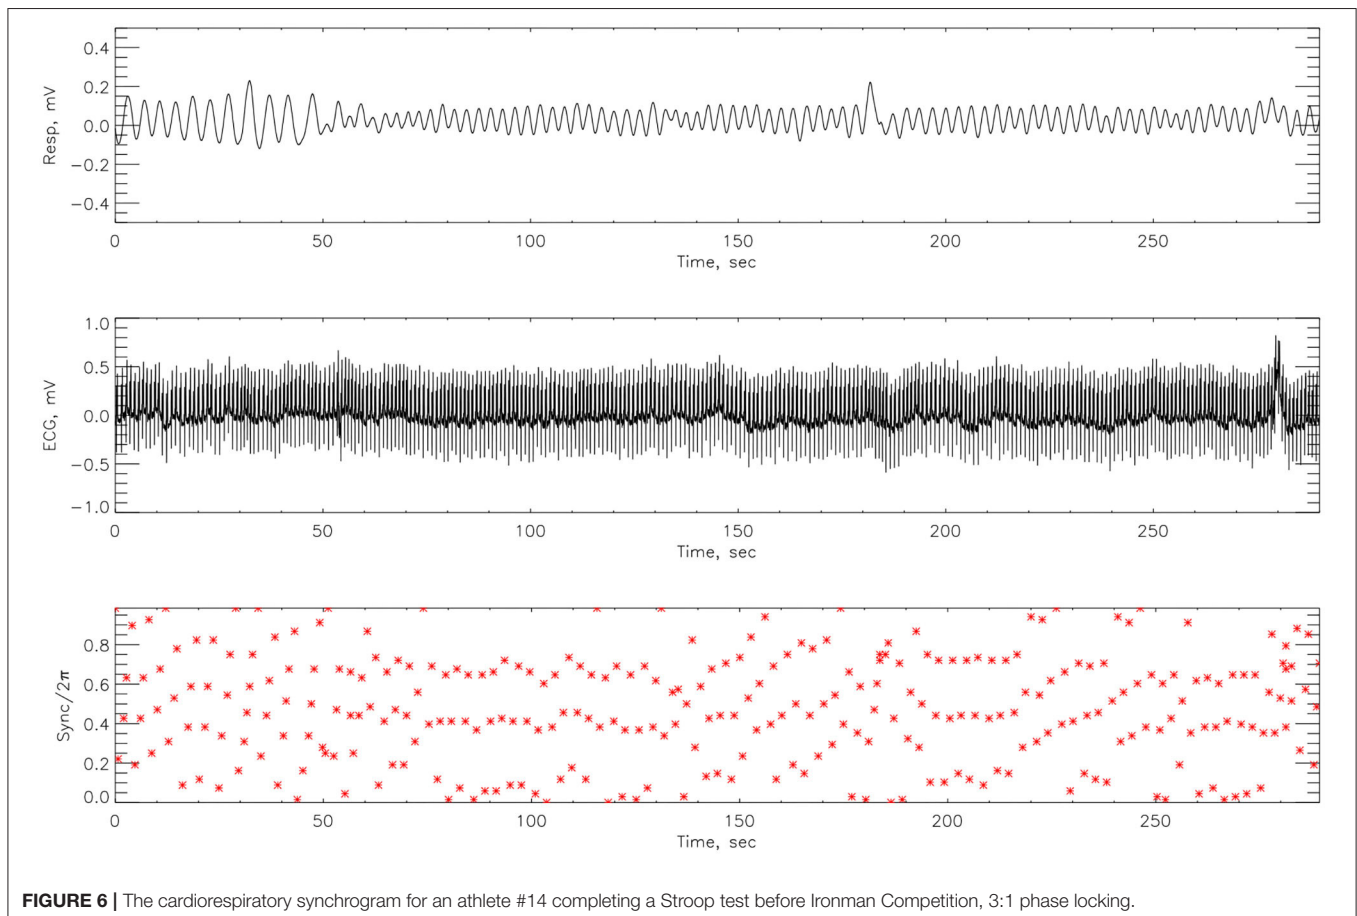 0.4
0.2
0.0
−0.2
−0.4
Resp, mV
0 50 100 150 200 250
Time, sec
1.0
0.5
0.0
−0.5
−1.0
ECG, mV
0 50 100 150 200 250
Time, sec
0.8
0.6
0.4
0.2
0.0
Sync/2π
0 50 100 150 200 250
Time, sec
FIGURE 6 | The cardiorespiratory synchrogram for an athlete #14 completing a Stroop test before Ironman Competition, 3:1 phase locking.